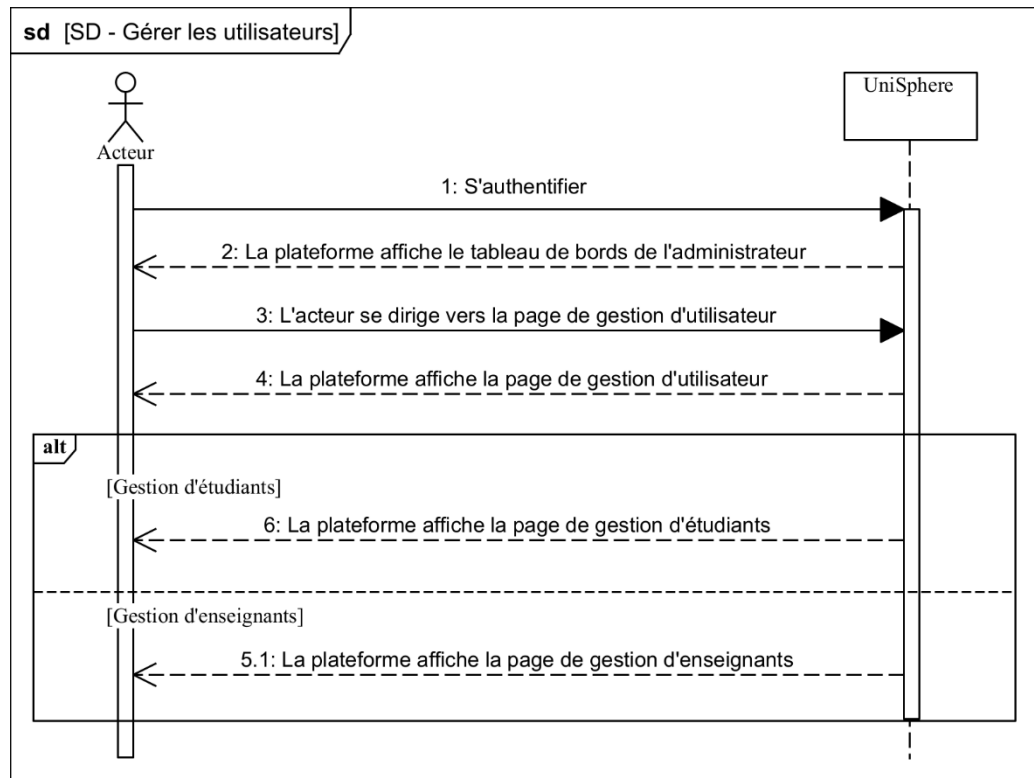 sd [SD - Gérer les utilisateurs]
UniSphere
Acteur
1: S'authentifier
2: La plateforme affiche le tableau de bords de l'administrateur
3: L'acteur se dirige vers la page de gestion d'utilisateur
4: La plateforme affiche la page de gestion d'utilisateur
alt
[Gestion d'étudiants]
6: La plateforme affiche la page de gestion d'étudiants
[Gestion d'enseignants]
5.1: La plateforme affiche la page de gestion d'enseignants